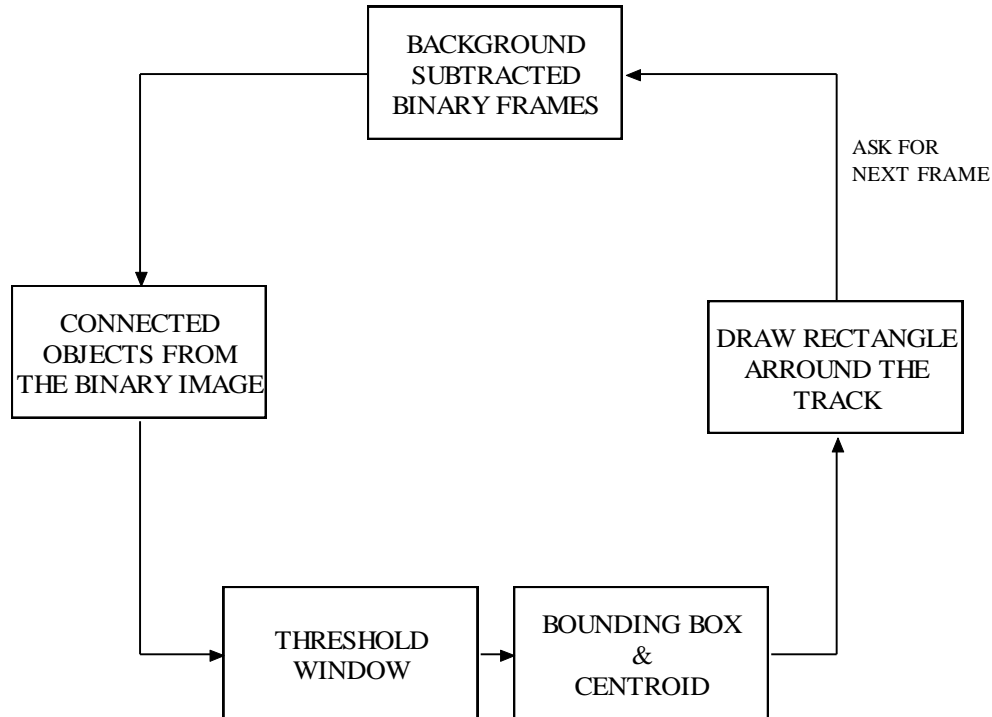 BACKGROUND
SUBTRACTED
BINARY FRAMES
ASK FOR
NEXT FRAME
CONNECTED
OBJECTS FROM
THE BINARY IMAGE
DRAW RECTANGLE
ARROUND THE
TRACK
THRESHOLD
WINDOW
BOUNDING BOX
&
CENTROID